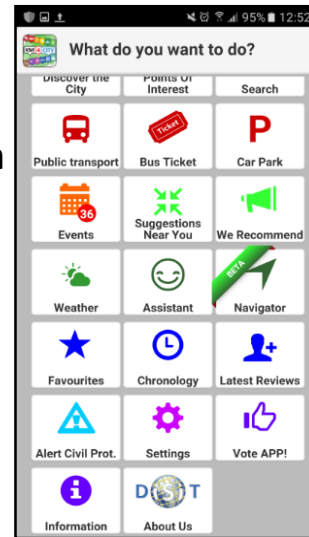 95% 12:52
What do you want to do?
Discover the City
Points Of Interest
Search
Ticket
P
Public transport
Bus Ticket
Car Park
36
Events
Suggestions Near You
We Recommend
BETA
Weather
Assistant
Navigator
Favourites
Chronology
Latest Reviews
Alert Civil Prot.
Settings
Vote APP!
i
D S T
Information
About Us